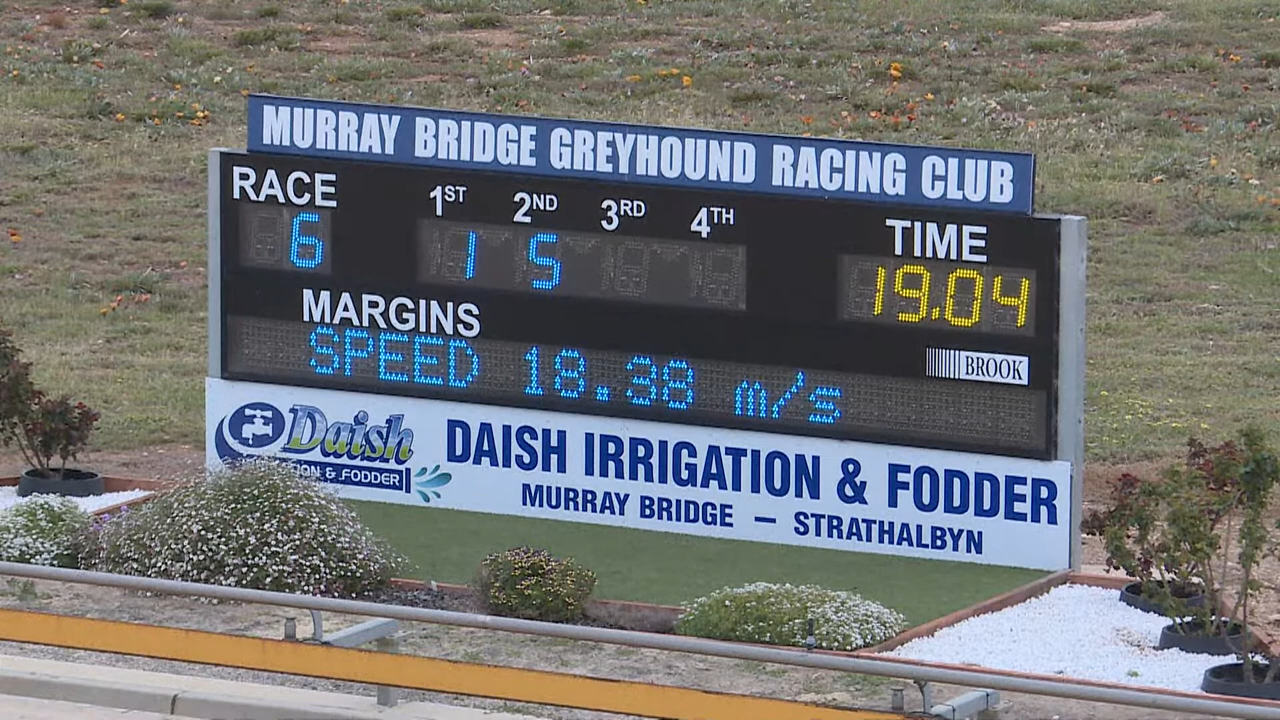 MURRAY BRIDGE GREYHOUND RACING CLUB
RACE 1ST 2ND 3RD 4TH TIME
6 1 5 19.04
MARGINS
BROOK
SPEED 18.38 m/s
Daish
& FODDER
DAISH IRRIGATION & FODDER
MURRAY BRIDGE – STRATHALBYN